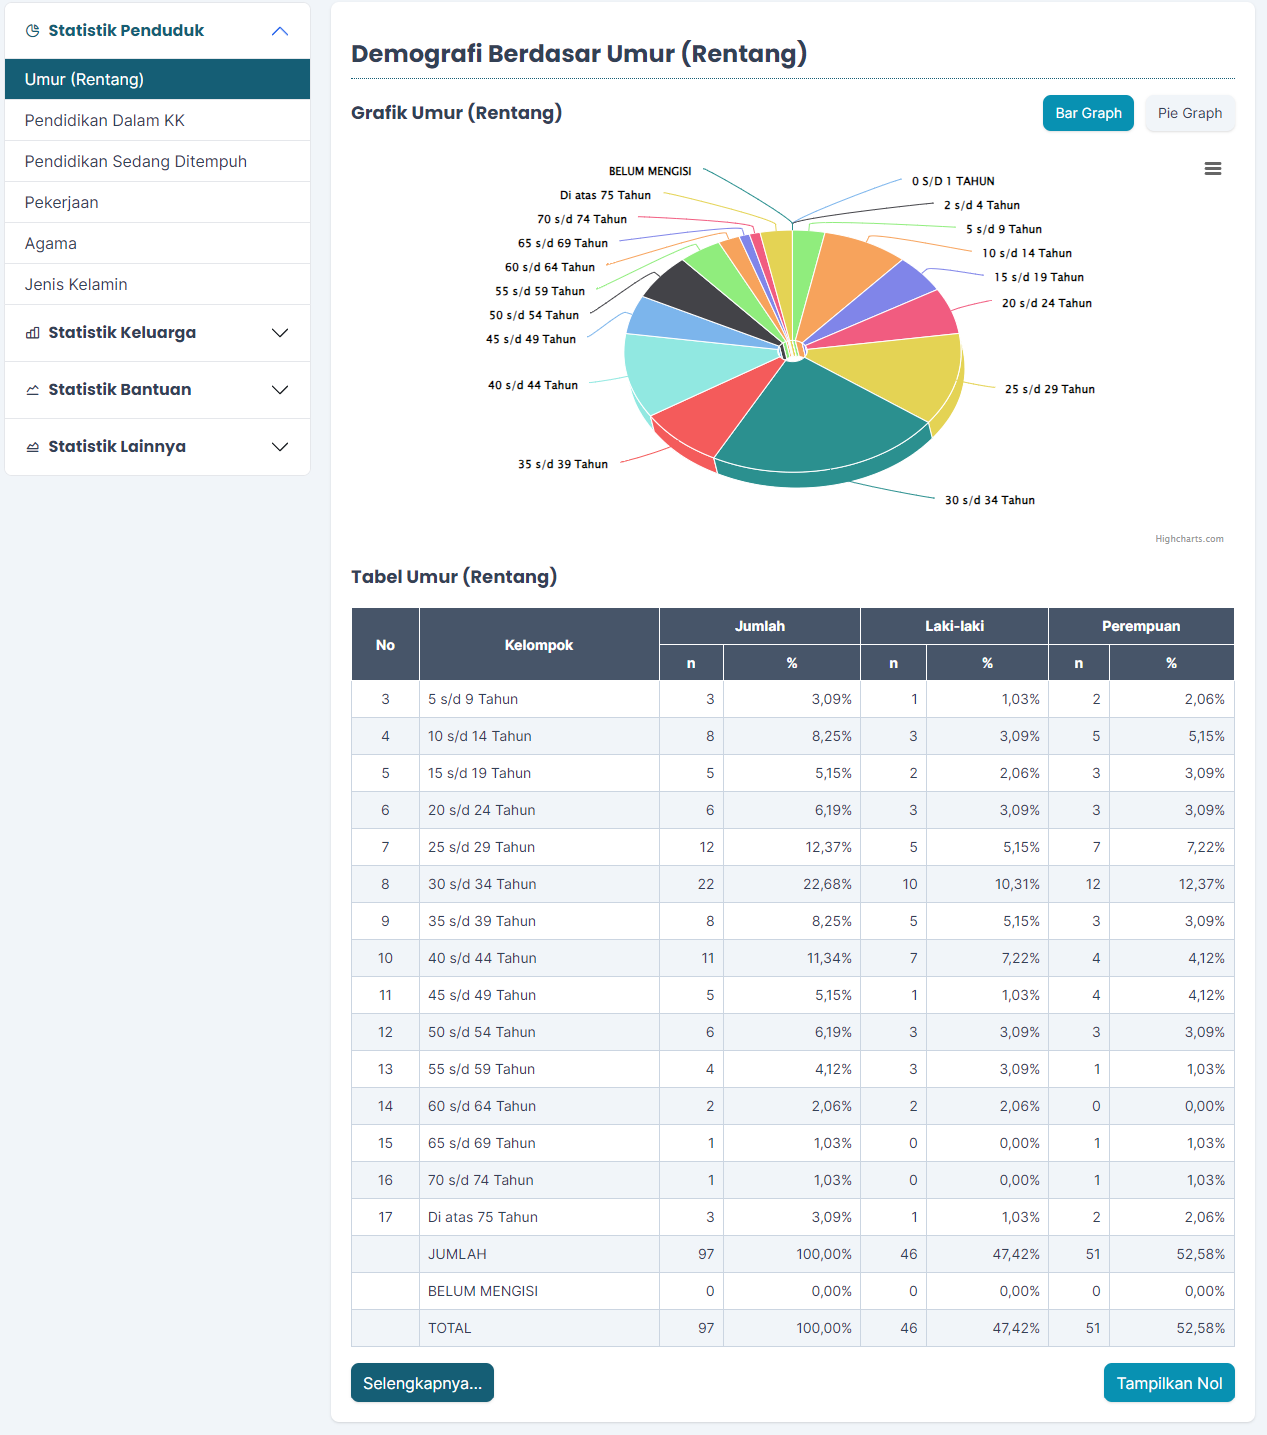 Statistik Penduduk
Umur (Rentang)
Pendidikan Dalam KK
Pendidikan Sedang Ditempuh
Pekerjaan
Agama
Jenis Kelamin
Statistik Keluarga
Statistik Bantuan
Statistik Lainnya
Demografi Berdasar Umur (Rentang)
Grafik Umur (Rentang)
Bar Graph Pie Graph
BELUM MENGISI
Di atas 75 Tahun
70 s/d 74 Tahun
65 s/d 69 Tahun
60 s/d 64 Tahun
55 s/d 59 Tahun
50 s/d 54 Tahun
45 s/d 49 Tahun
40 s/d 44 Tahun
35 s/d 39 Tahun
0 S/D 1 TAHUN
2 s/d 4 Tahun
5 s/d 9 Tahun
10 s/d 14 Tahun
15 s/d 19 Tahun
20 s/d 24 Tahun
25 s/d 29 Tahun
30 s/d 34 Tahun
Highcharts.com
Tabel Umur (Rentang)
No Kelompok Jumlah Laki-laki Perempuan
n % n % n %
3 5 s/d 9 Tahun 3 3,09% 1 1,03% 2 2,06%
4 10 s/d 14 Tahun 8 8,25% 3 3,09% 5 5,15%
5 15 s/d 19 Tahun 5 5,15% 2 2,06% 3 3,09%
6 20 s/d 24 Tahun 6 6,19% 3 3,09% 3 3,09%
7 25 s/d 29 Tahun 12 12,37% 5 5,15% 7 7,22%
8 30 s/d 34 Tahun 22 22,68% 10 10,31% 12 12,37%
9 35 s/d 39 Tahun 8 8,25% 5 5,15% 3 3,09%
10 40 s/d 44 Tahun 11 11,34% 7 7,22% 4 4,12%
11 45 s/d 49 Tahun 5 5,15% 1 1,03% 4 4,12%
12 50 s/d 54 Tahun 6 6,19% 3 3,09% 3 3,09%
13 55 s/d 59 Tahun 4 4,12% 3 3,09% 1 1,03%
14 60 s/d 64 Tahun 2 2,06% 2 2,06% 0 0,00%
15 65 s/d 69 Tahun 1 1,03% 0 0,00% 1 1,03%
16 70 s/d 74 Tahun 1 1,03% 0 0,00% 1 1,03%
17 Di atas 75 Tahun 3 3,09% 1 1,03% 2 2,06%
JUMLAH 97 100,00% 46 47,42% 51 52,58%
BELUM MENGISI 0 0,00% 0 0,00% 0 0,00%
TOTAL 97 100,00% 46 47,42% 51 52,58%
Selengkapnya... Tampilkan Nol